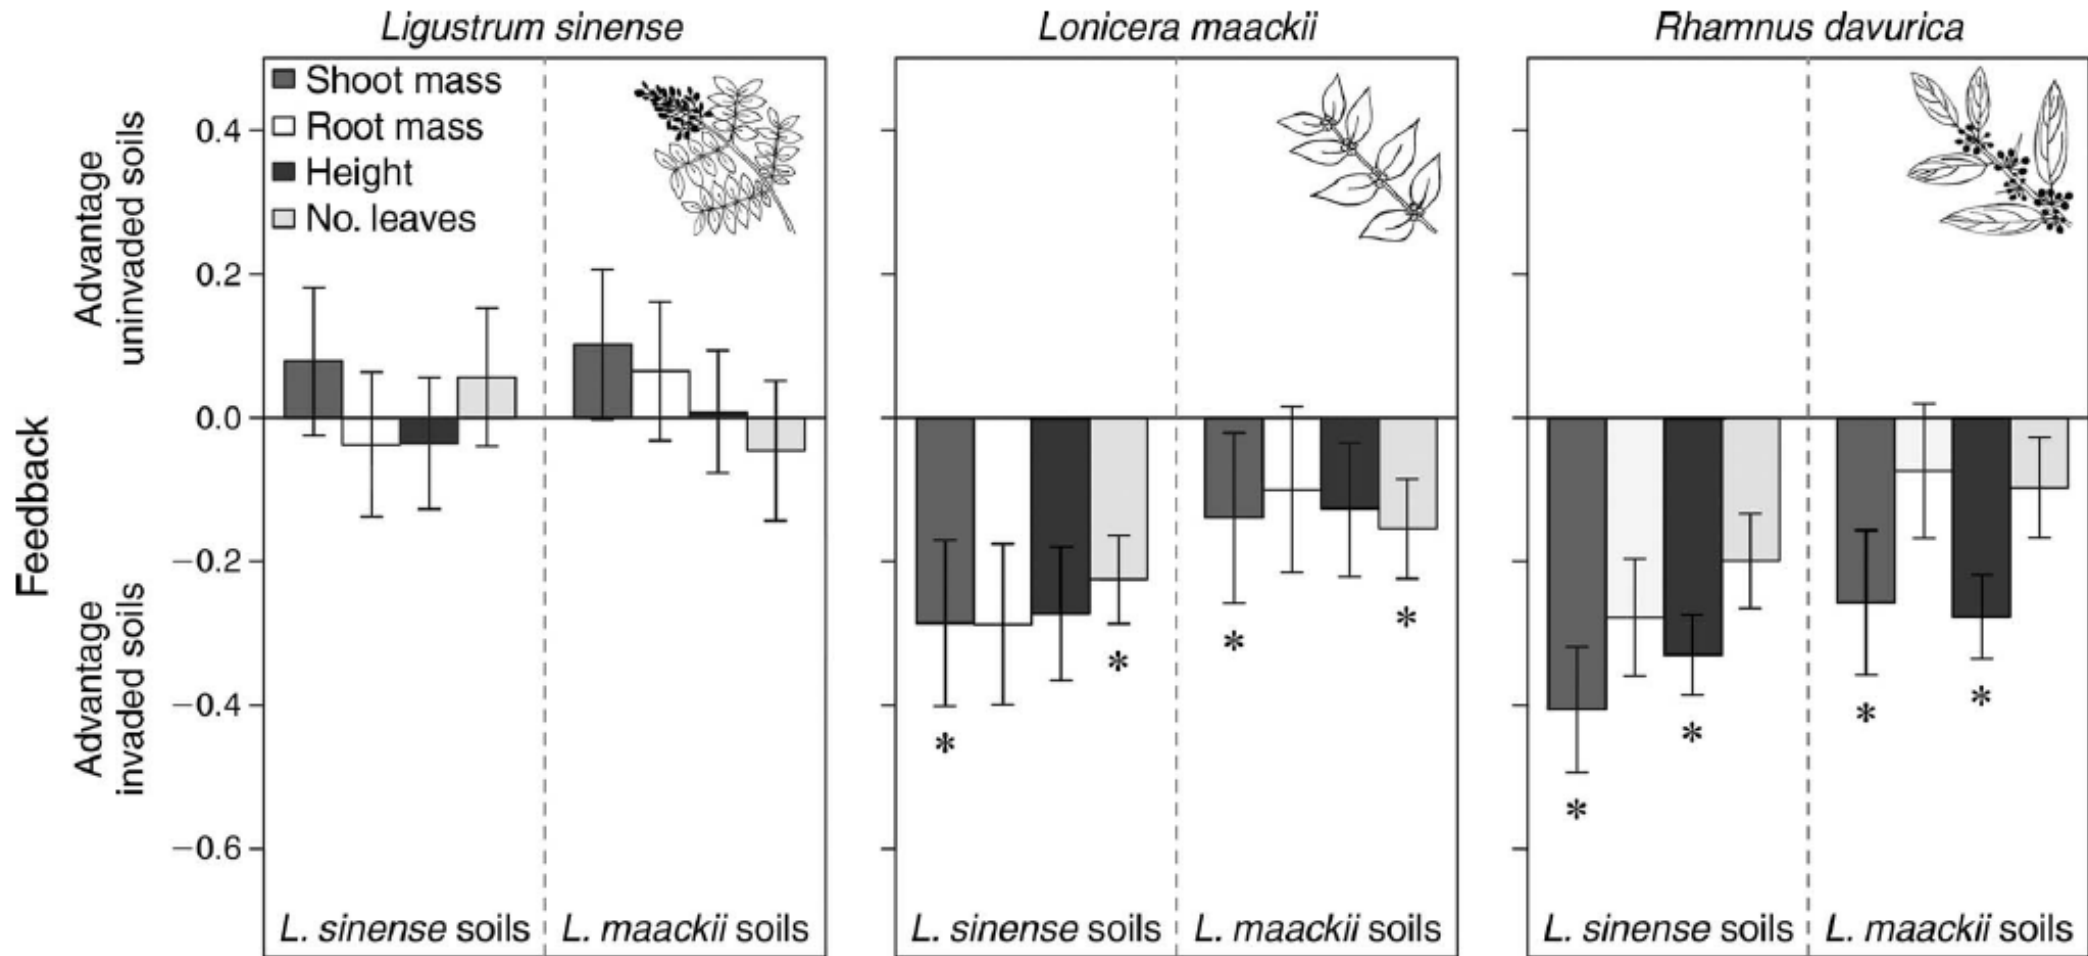 Ligustrum sinense
Lonicera maackii
Rhamnus davurica
Shoot mass
Root mass
Height
No. leaves
Feedback
Advantage
uninvaded soils
Advantage
invaded soils
0.4
0.2
0.0
−0.2
−0.4
−0.6
*
*
*
*
*
*
*
*
L. sinense soils
L. maackii soils
L. sinense soils
L. maackii soils
L. sinense soils
L. maackii soils